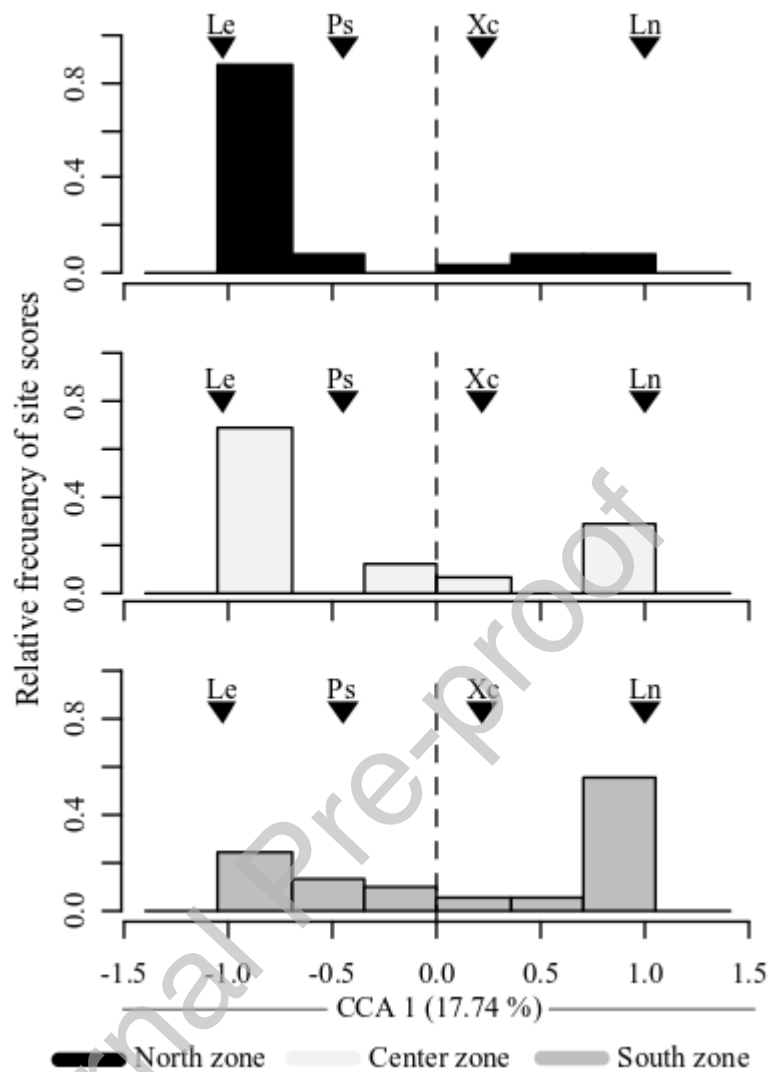 Le Ps Xc Ln
0.8
0.4
0.0
Le Ps Xc Ln
0.8
0.4
0.0
Relative frecuency of site scores
Le Ps Xc Ln
0.8
0.4
0.0
-1.5 -1.0 -0.5 0.0 0.5 1.0 1.5
CCA 1 (17.74 %)
North zone Center zone South zone
rnal Pre-proof